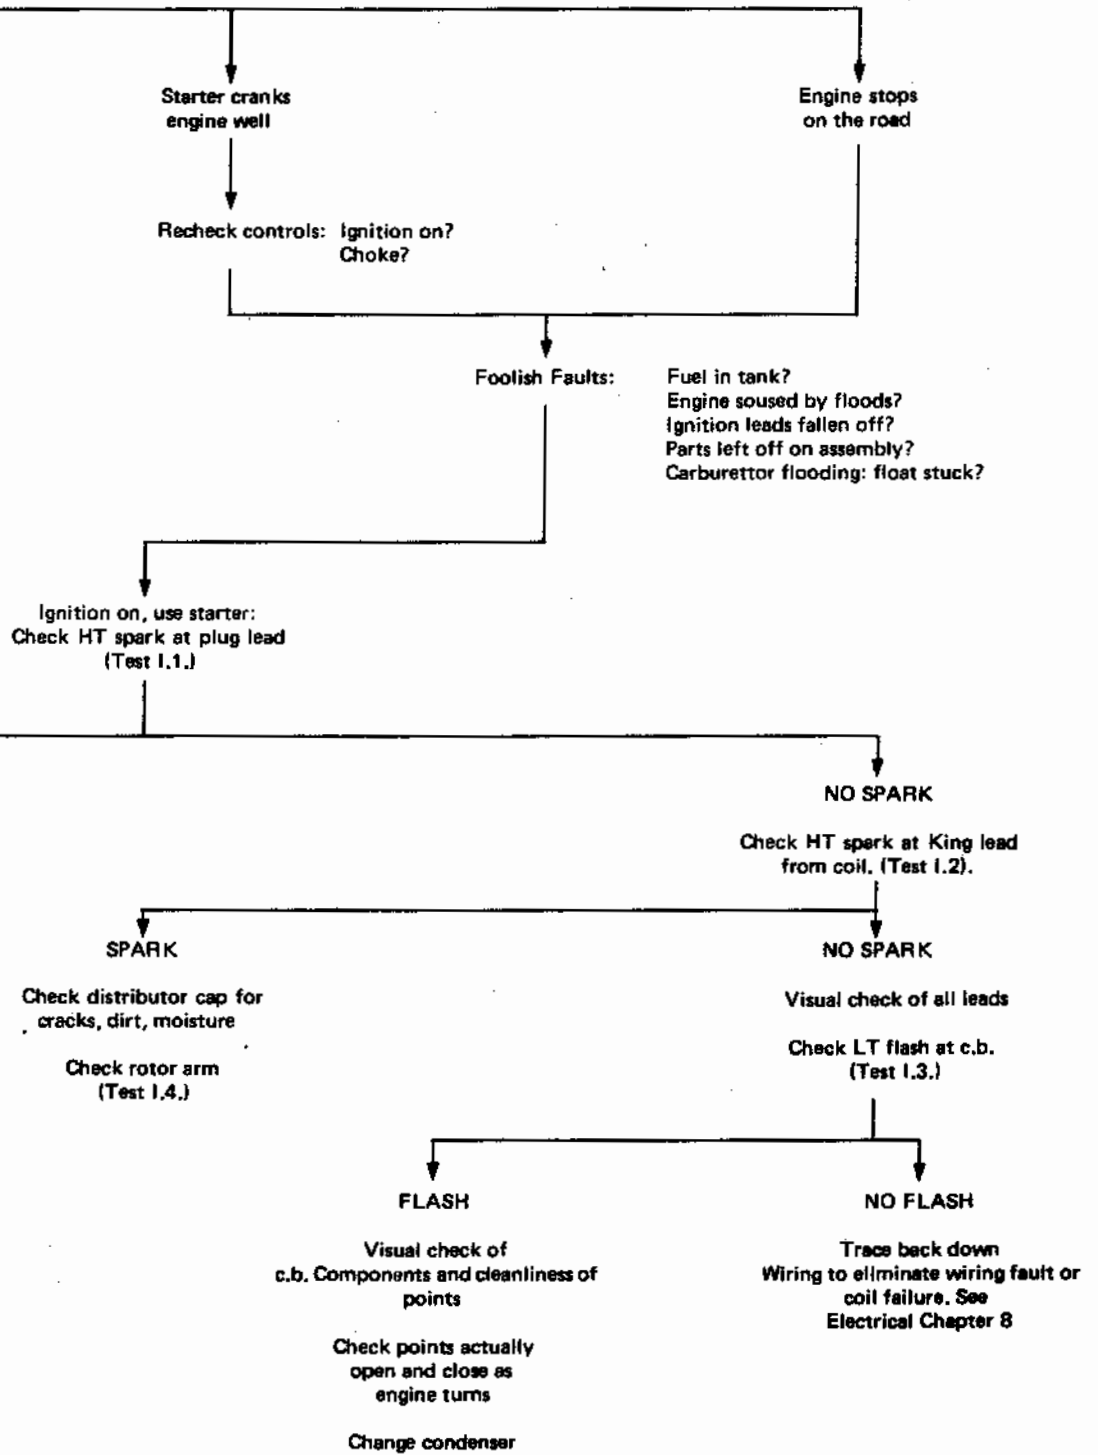 Starter cranks
engine well
Engine stops
on the road
Recheck controls: Ignition on?
Choke?
Foolish Faults:
Fuel in tank?
Engine soused by floods?
Ignition leads fallen off?
Parts left off on assembly?
Carburettor flooding: float stuck?
Ignition on, use starter:
Check HT spark at plug lead
(Test I.1.)
NO SPARK
Check HT spark at King lead
from coil. (Test I.2).
SPARK
Check distributor cap for
cracks, dirt, moisture
Check rotor arm
(Test I.4.)
NO SPARK
Visual check of all leads
Check LT flash at c.b.
(Test I.3.)
FLASH
Visual check of
c.b. Components and cleanliness of
points
Check points actually
open and close as
engine turns
Change condenser
NO FLASH
Trace back down
Wiring to eliminate wiring fault or
coil failure. See
Electrical Chapter 8